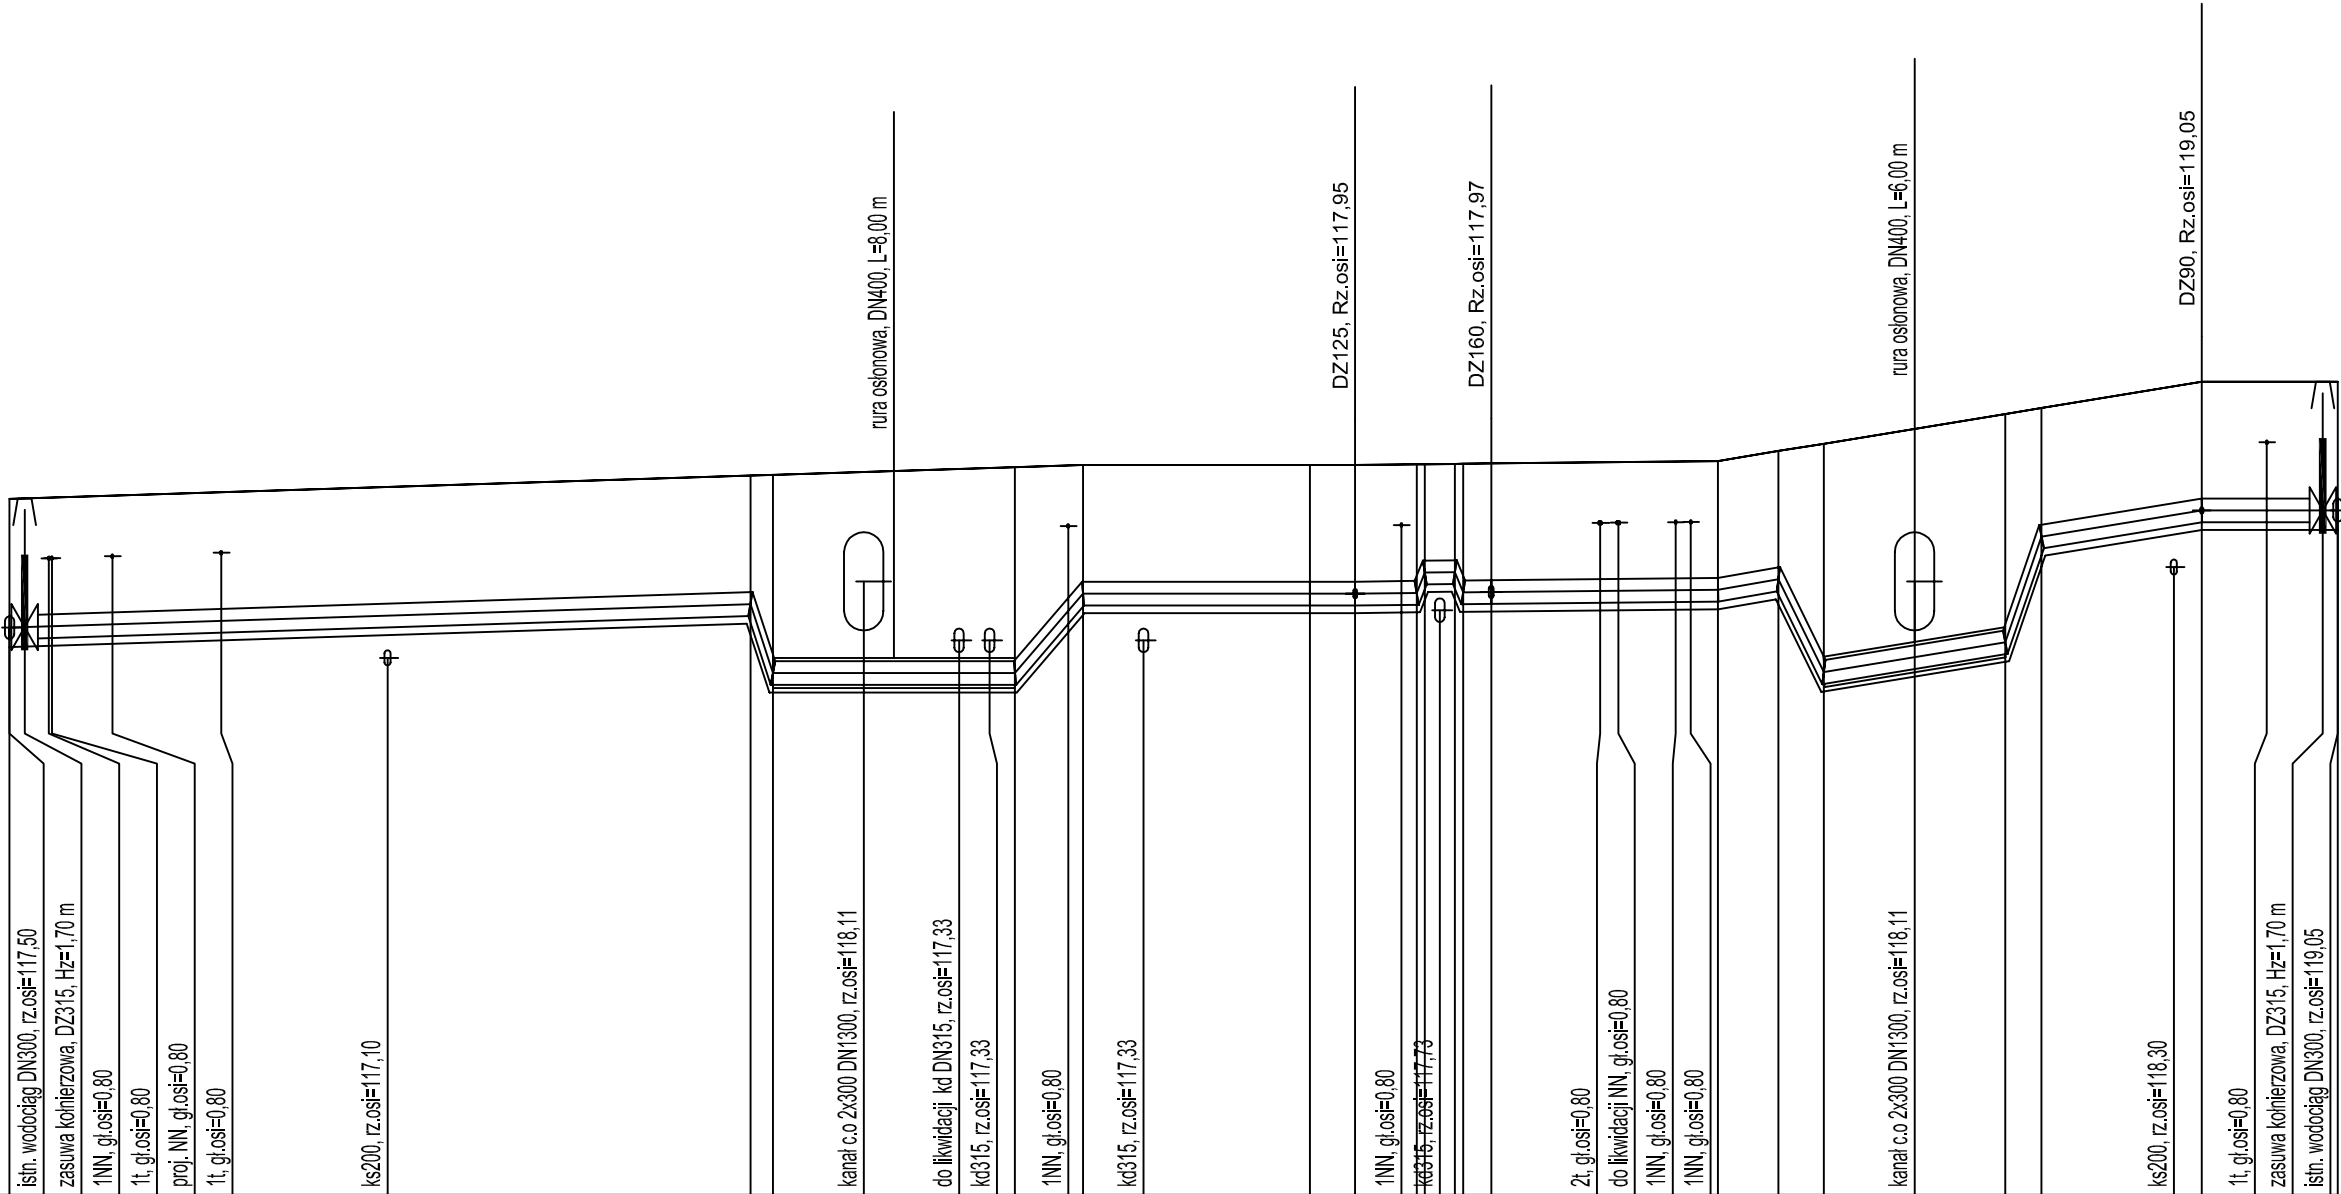 rura osłonowa, DN400, L=8,00 m
DZ125, Rz.osi=117,95
DZ160, Rz.osi=117,97
rura osłonowa, DN400, L=6,00 m
DZ90, Rz.osi=119,05
istn. wodociąg DN300, rz.osi=117,50
zasuwa kołnierzowa, DZ315, Hz=1,70 m
1NN, gł.osi=0,80
1t, gł.osi=0,80
proj. NN, gł.osi=0,80
1t, gł.osi=0,80
ks200, rz.osi=117,10
kanał c.o 2x300 DN1300, rz.osi=118,11
do likwidacji kd DN315, rz.osi=117,33
kd315, rz.osi=117,33
1NN, gł.osi=0,80
kd315, rz.osi=117,33
1NN, gł.osi=0,80
kd315, rz.osi=117,73
2t, gł.osi=0,80
do likwidacji NN, gł.osi=0,80
1NN, gł.osi=0,80
1NN, gł.osi=0,80
kanał c.o 2x300 DN1300, rz.osi=118,11
ks200, rz.osi=118,30
1t, gł.osi=0,80
zasuwa kołnierzowa, DZ315, Hz=1,70 m
istn. wodociąg DN300, rz.osi=119,05